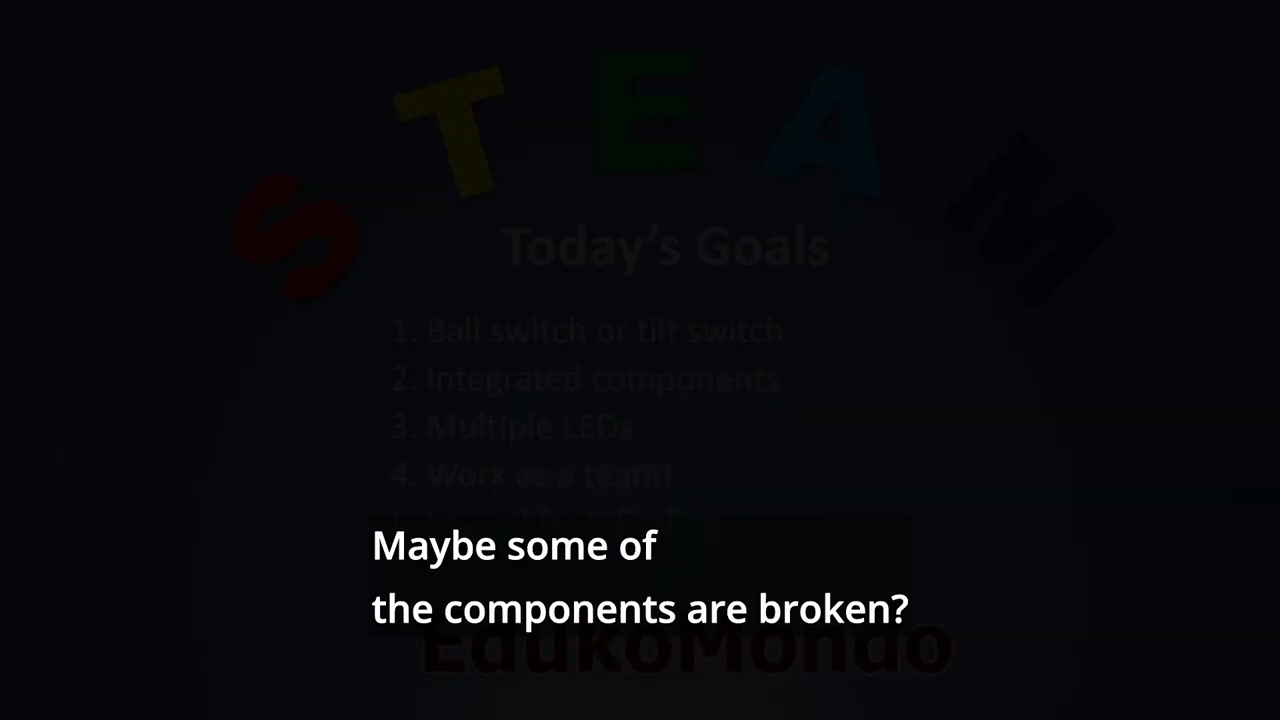 S T E A M
Today's Goals
1. Ball switch or tilt switch
2. Integrated components
3. Multiple LEDs
4. Work as a team!
Maybe some of
the components are broken?
EdukoMondo